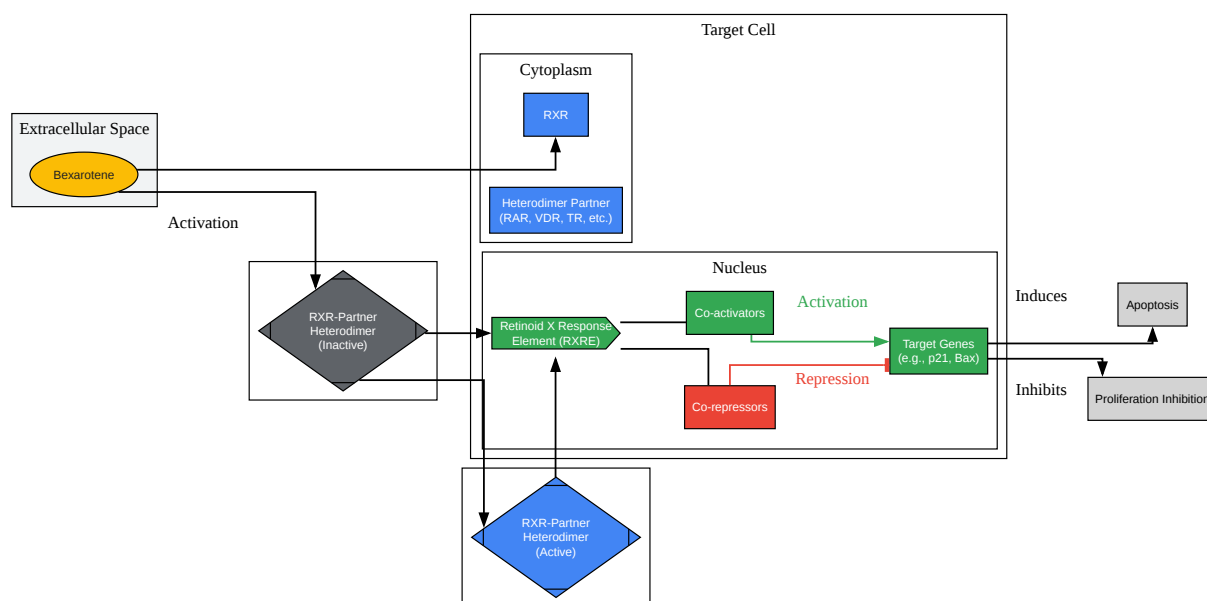 Target Cell
Cytoplasm
RXR
Extracellular Space
Bexarotene
Heterodimer Partner
(RAR, VDR, TR, etc.)
Activation
Nucleus
RXR-Partner
Heterodimer
(Inactive)
Retinoid X Response
Element (RXRE)
Co-activators
Activation
Co-repressors
Repression
Target Genes
(e.g., p21, Bax)
Induces
Apoptosis
Inhibits
Proliferation Inhibition
RXR-Partner
Heterodimer
(Active)